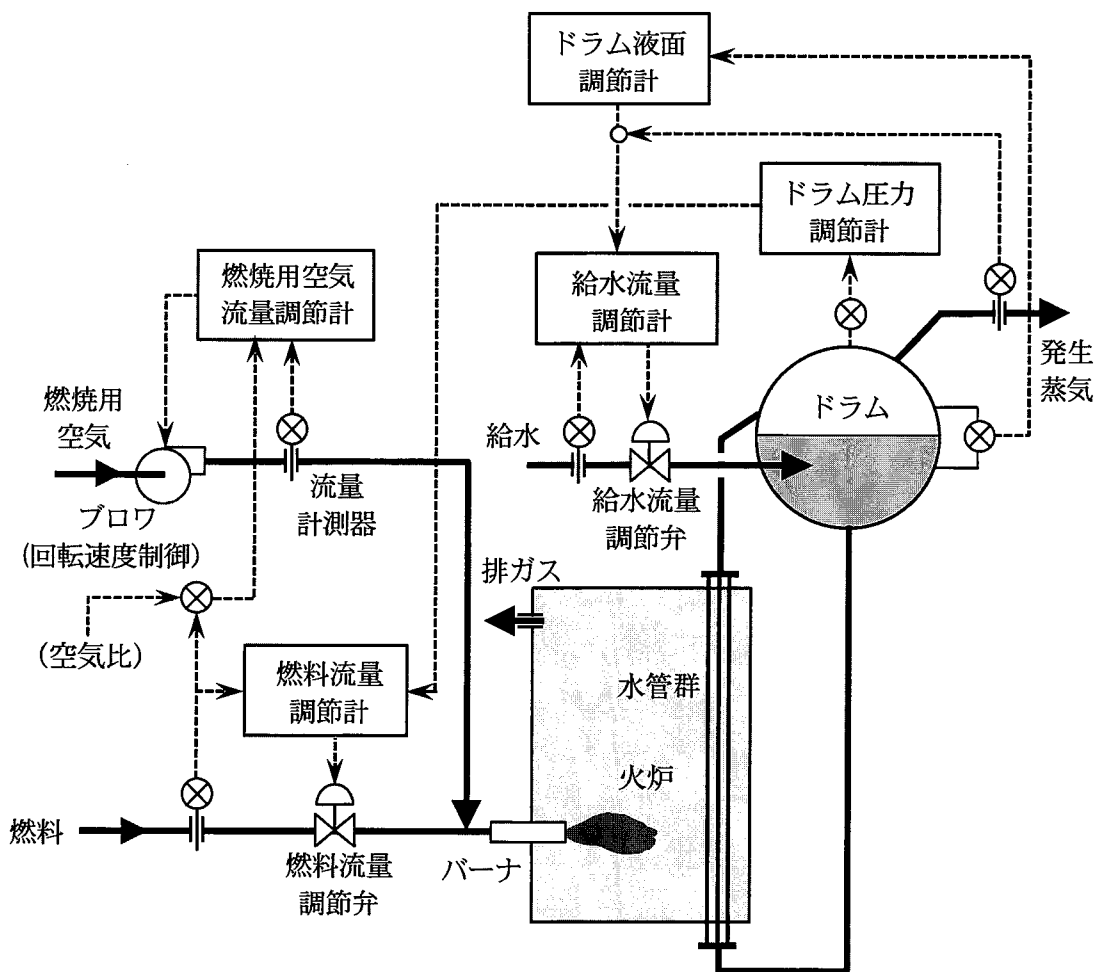 ドラム液面
調節計
ドラム圧力
調節計
燃焼用空気
流量調節計
給水流量
調節計
発生
蒸気
燃焼用
空気
ドラム
給水
流量
計測器
給水流量
調節弁
ブロワ
(回転速度制御)
排ガス
(空気比)
燃料流量
調節計
水管群
火炉
燃料
バーナ
燃料流量
調節弁